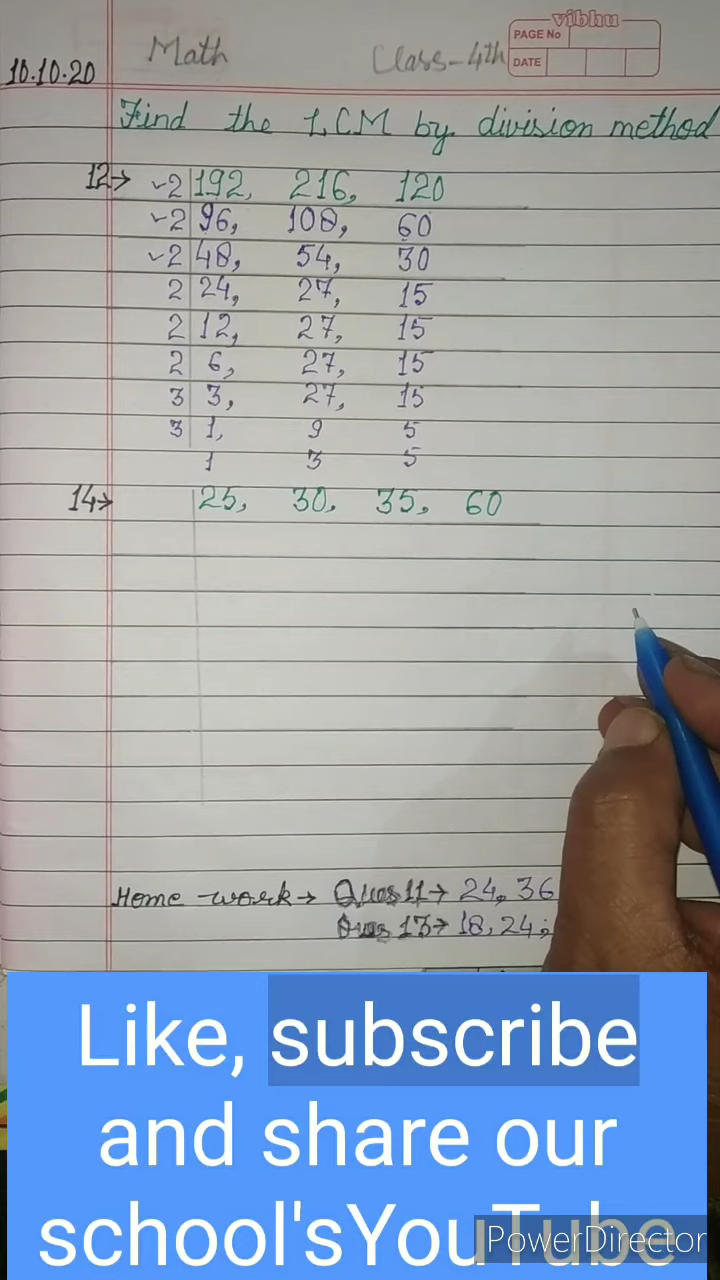 vibhu
PAGE No
DATE
10.10.20 Math Class-4th
Find the L.C.M by division method
12→ ✓2|192, 216, 120
✓2|96, 108, 60
✓2|48, 54, 30
2|24, 27, 15
2|12, 27, 15
2|6, 27, 15
3|3, 27, 15
3|1, 9 5
1 3 5
14→ 25, 30, 35, 60
Home work → Ques 11→ 24, 36
Ques 13→ 18, 24,
Like, subscribe
and share our
school'sYouTube
PowerDirector